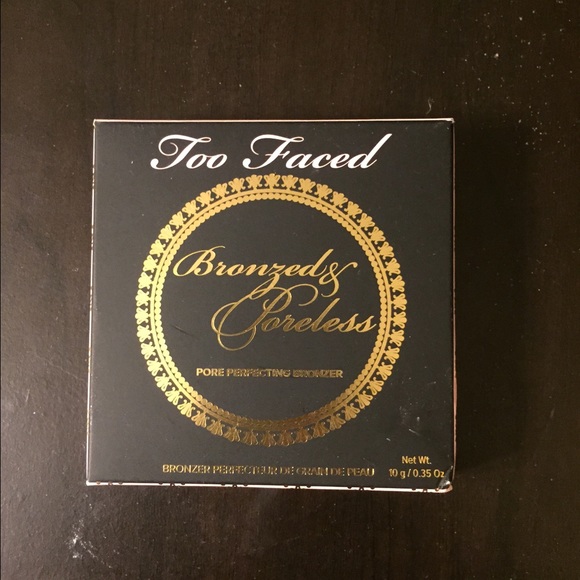 Too Faced
Bronzed &
Poreless
PORE PERFECTING BRONZER
Net Wt.
BRONZER PERFECTEUR DE GRAIN DE PEAU
10 g / 0.35 Oz